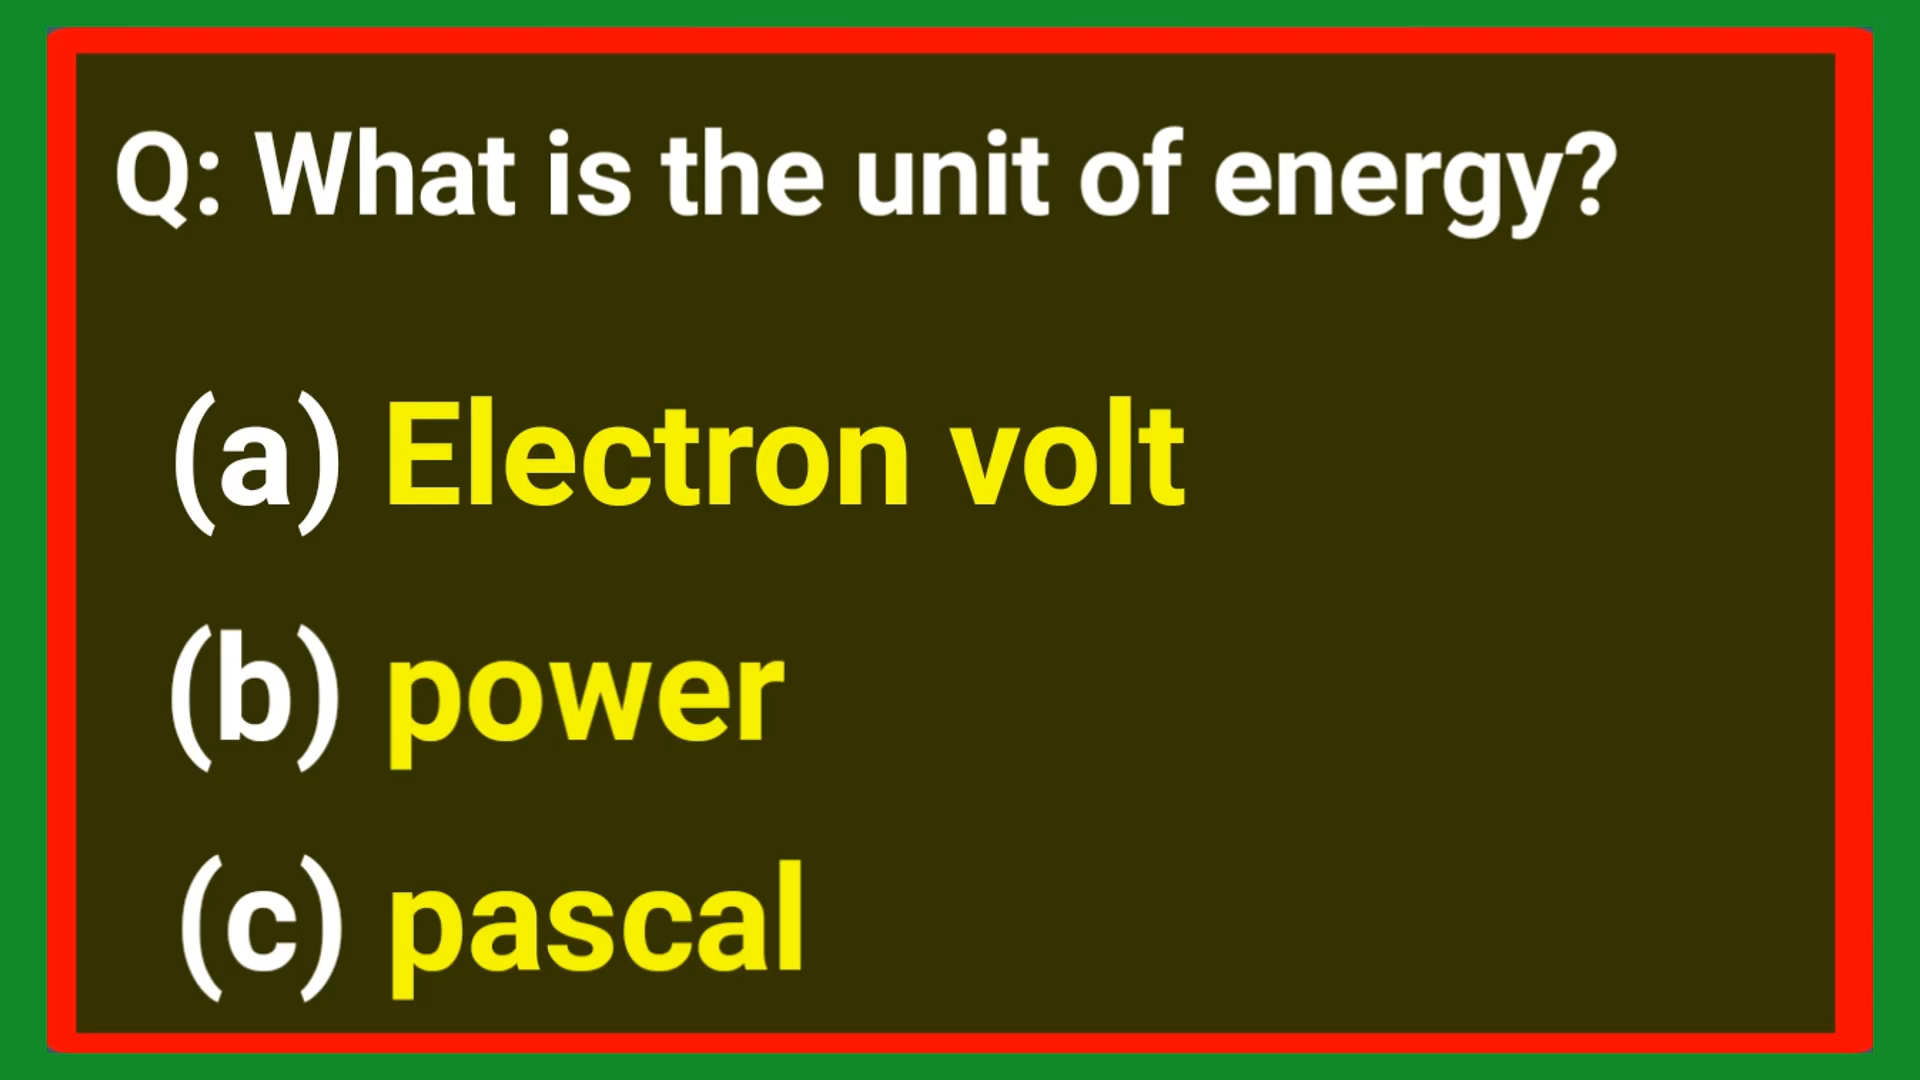 Q: What is the unit of energy?
(a) Electron volt
(b) power
(c) pascal